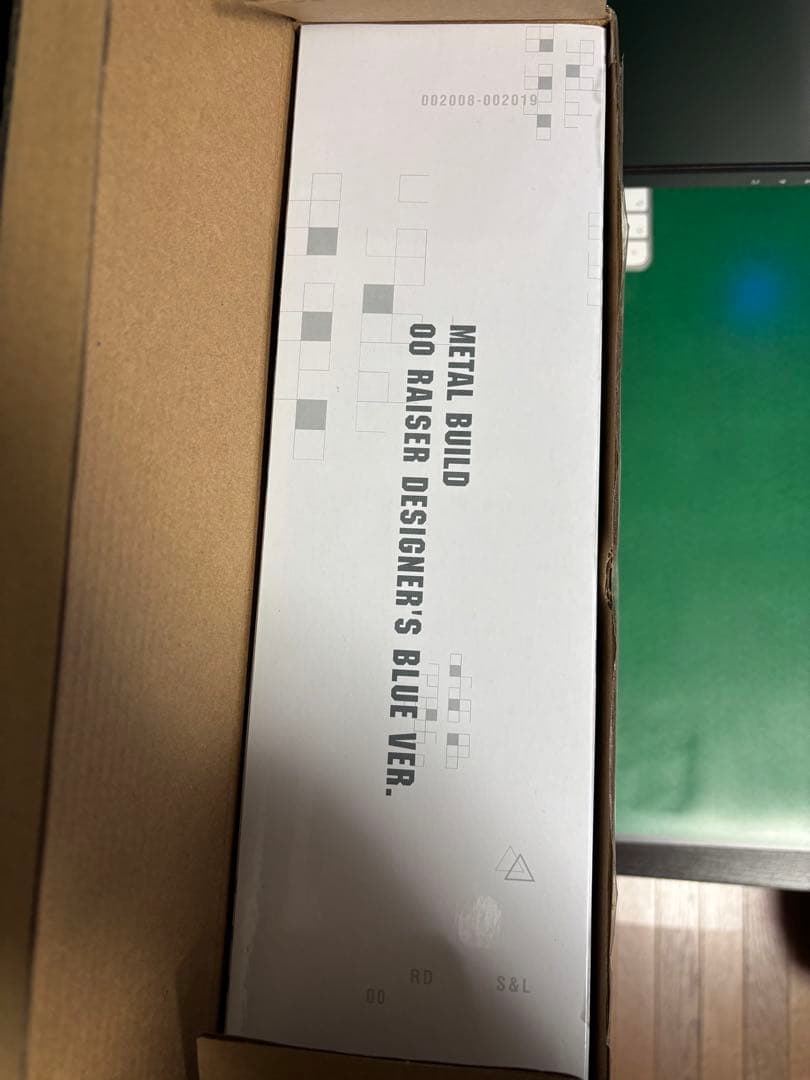 002008-002019
METAL BUILD
00 RAISER DESIGNER'S BLUE VER.
RD
S&L
00